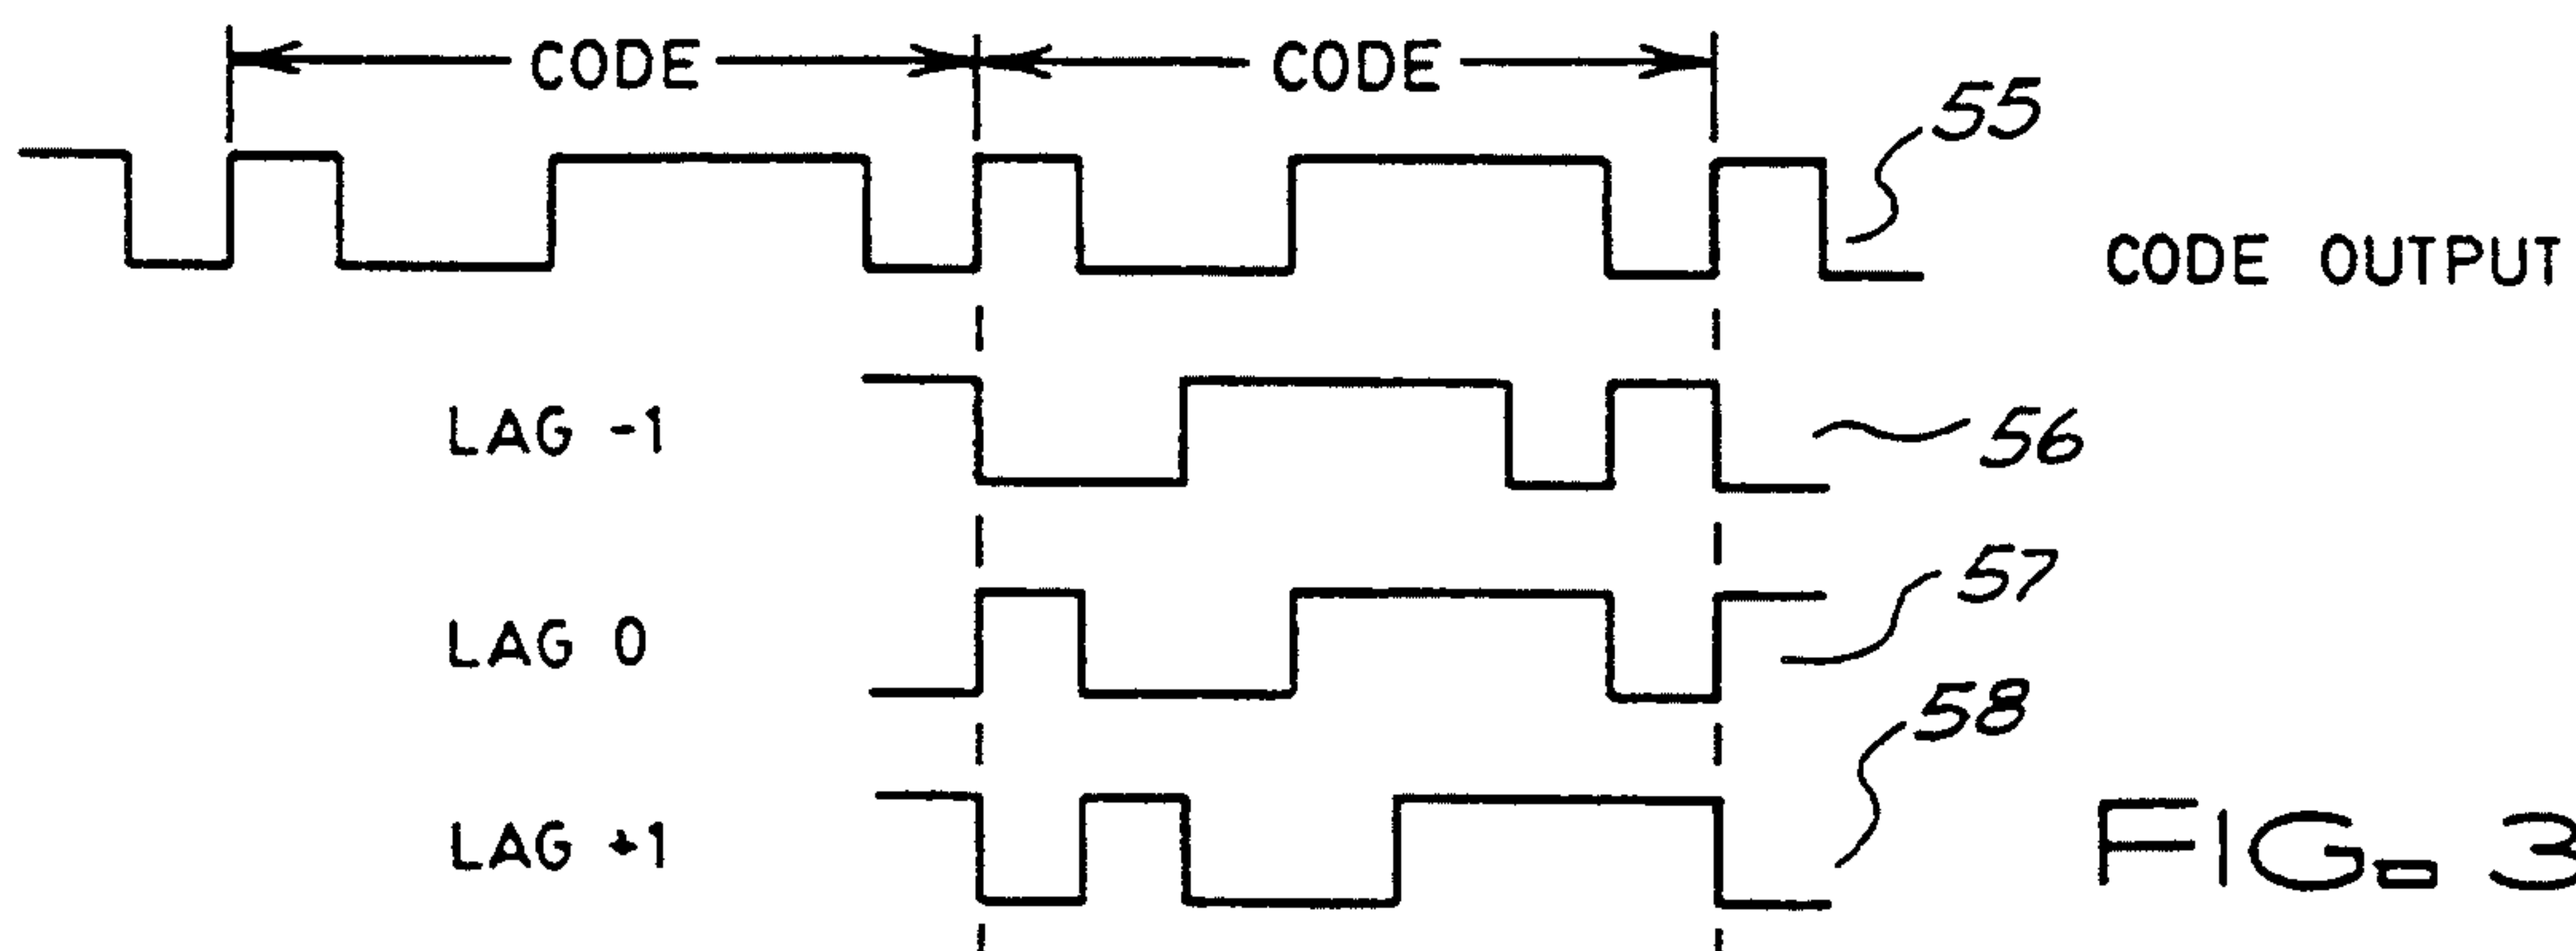 CODE CODE
55
CODE OUTPUT
LAG -1
56
LAG 0
57
LAG +1
58
FIG. 3